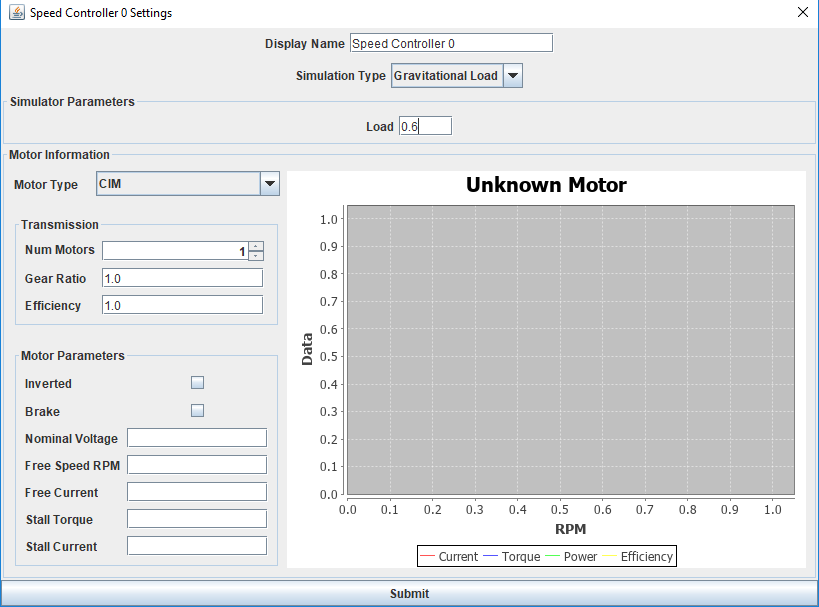 Speed Controller 0 Settings
Display Name Speed Controller 0
Simulation Type Gravitational Load
Simulator Parameters
Load 0.6
Motor Information
Motor Type CIM
Transmission
Num Motors 1
Gear Ratio 1.0
Efficiency 1.0
Motor Parameters
Inverted
Brake
Nominal Voltage
Free Speed RPM
Free Current
Stall Torque
Stall Current
Unknown Motor
Data
1.0
0.9
0.8
0.7
0.6
0.5
0.4
0.3
0.2
0.1
0.0
0.0 0.1 0.2 0.3 0.4 0.5 0.6 0.7 0.8 0.9 1.0
RPM
Current Torque Power Efficiency
Submit